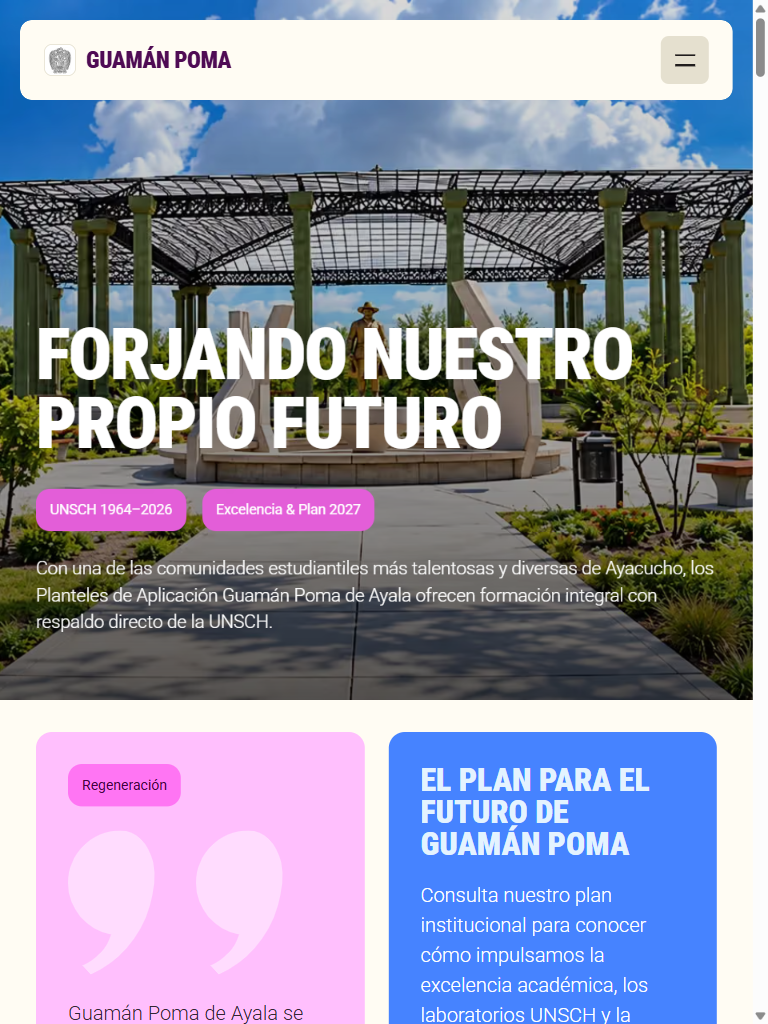 GUAMÁN POMA
FORJANDO NUESTRO
PROPIO FUTURO
UNSCH 1964–2026
Excelencia & Plan 2027
Con una de las comunidades estudiantiles más talentosas y diversas de Ayacucho, los
Planteles de Aplicación Guamán Poma de Ayala ofrecen formación integral con
respaldo directo de la UNSCH.
Regeneración
Guamán Poma de Ayala se
EL PLAN PARA EL
FUTURO DE
GUAMÁN POMA
Consulta nuestro plan
institucional para conocer
cómo impulsamos la
excelencia académica, los
laboratorios UNSCH y la